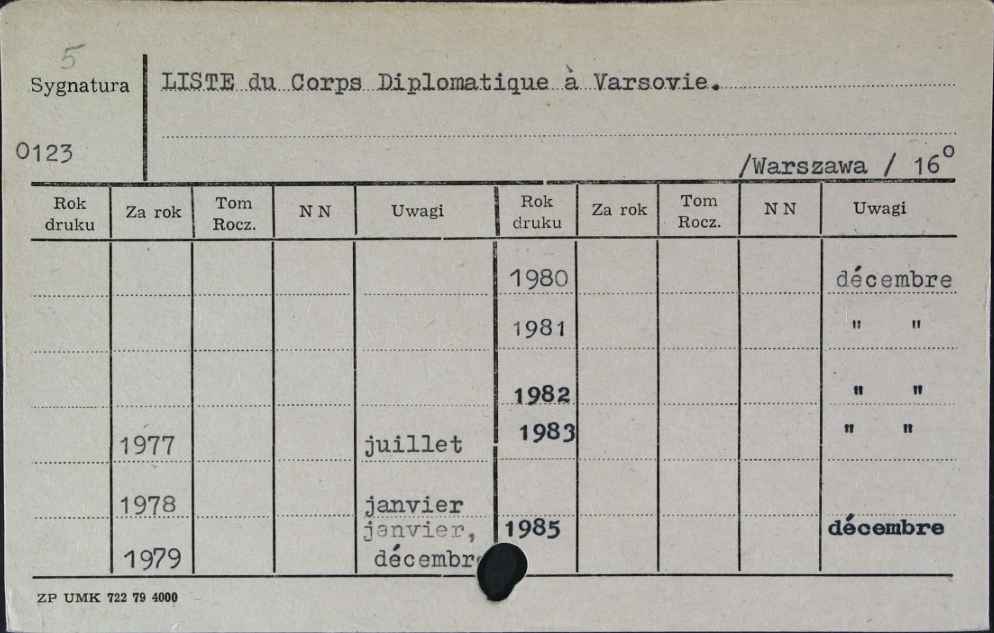 5
Sygnatura
LISTE du Corps Diplomatique à Varsovie.
0123
/Warszawa / 16º
Rok druku Za rok Tom Rocz. N N Uwagi Rok druku Za rok Tom Rocz. N N Uwagi
1980 décembre
1981 " "
1982 " "
1983 " "
1977 juillet
1978 janvier
janvier, 1985 décembre
1979 décembre
ZP UMK 722 79 4000